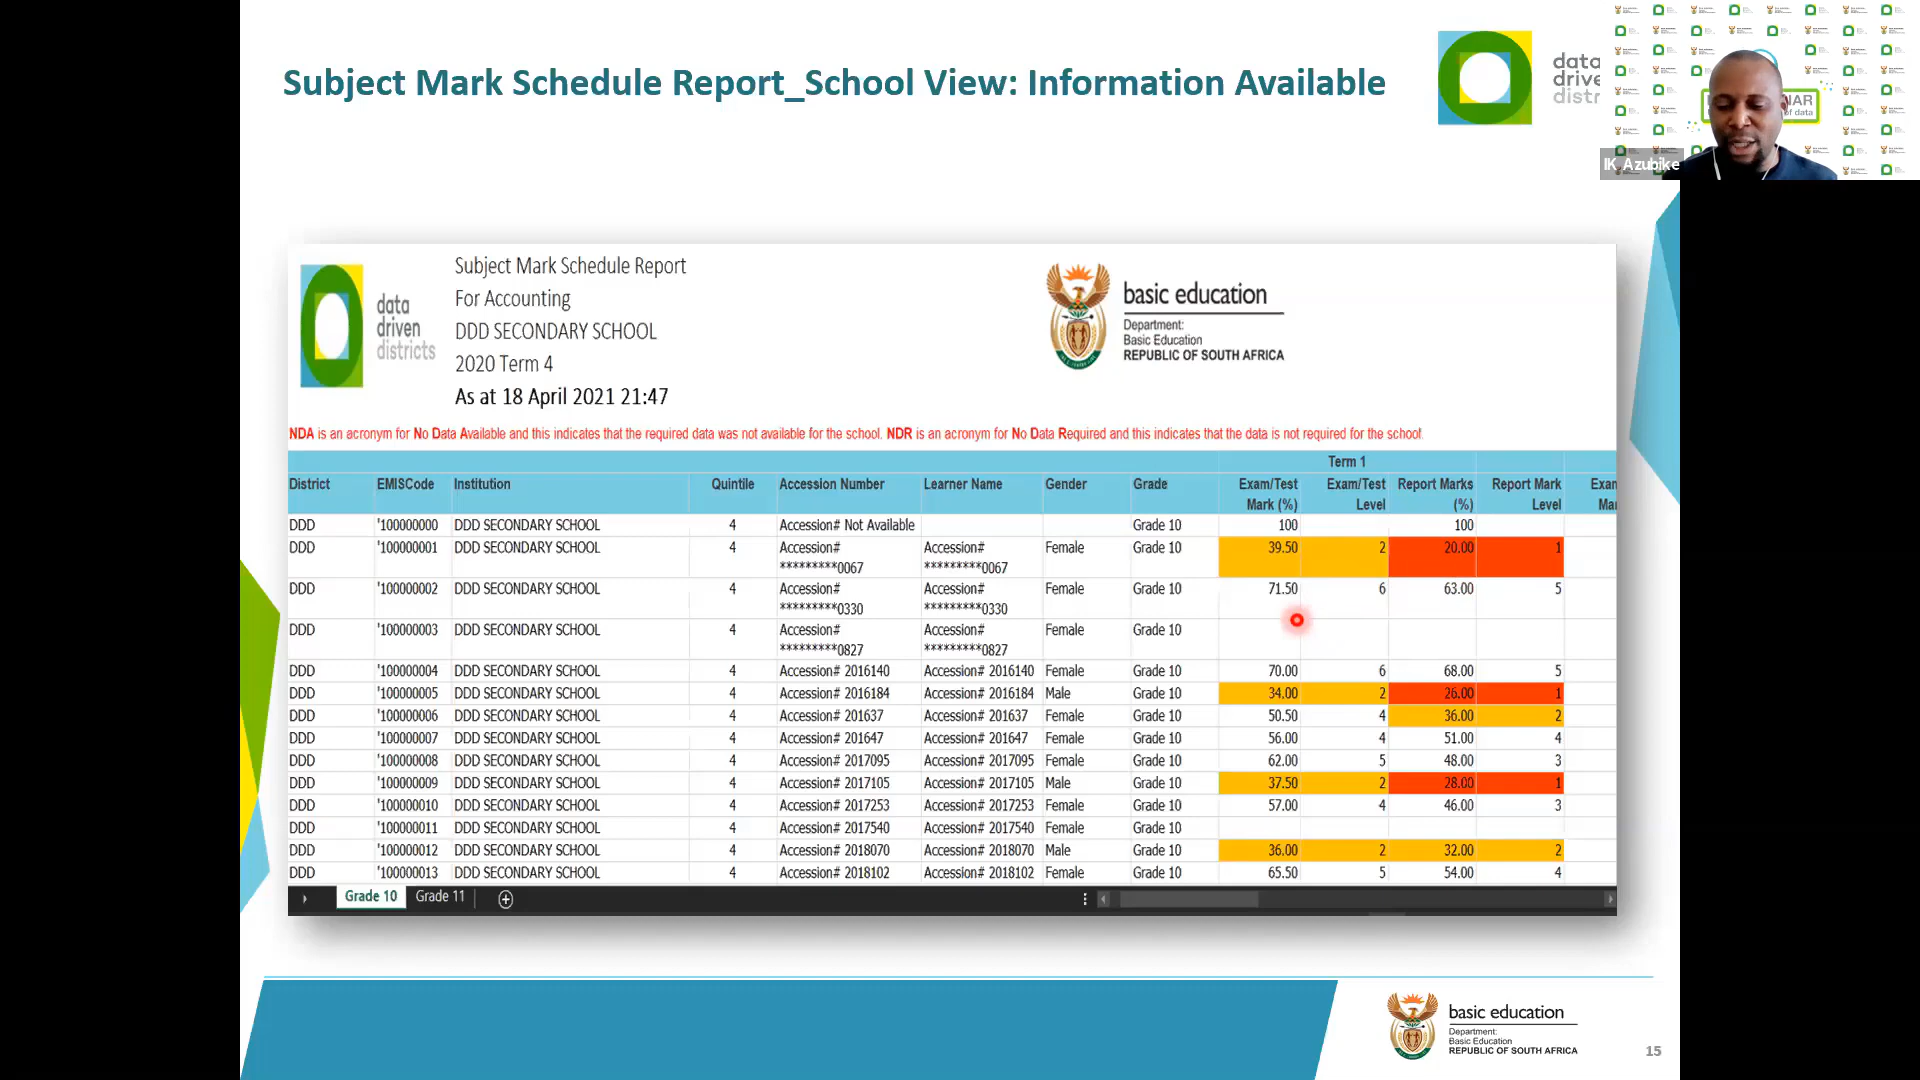 Subject Mark Schedule Report_School View: Information Available
data
drive
distr
NAR
of data
IK_Azubike
Subject Mark Schedule Report
For Accounting
DDD SECONDARY SCHOOL
2020 Term 4
As at 18 April 2021 21:47
data
driven
districts
basic education
Department:
Basic Education
REPUBLIC OF SOUTH AFRICA
NDA is an acronym for No Data Available and this indicates that the required data was not available for the school. NDR is an acronym for No Data Required and this indicates that the data is not required for the school
Term 1
District EMISCode Institution Quintile Accession Number Learner Name Gender Grade Exam/Test Mark (%) Exam/Test Level Report Marks (%) Report Mark Level Exan Mar
DDD '100000000 DDD SECONDARY SCHOOL 4 Accession# Not Available Grade 10 100 100
DDD '100000001 DDD SECONDARY SCHOOL 4 Accession# *********0067 Accession# *********0067 Female Grade 10 39.50 2 20.00 1
DDD '100000002 DDD SECONDARY SCHOOL 4 Accession# *********0330 Accession# *********0330 Female Grade 10 71.50 6 63.00 5
DDD '100000003 DDD SECONDARY SCHOOL 4 Accession# *********0827 Accession# *********0827 Female Grade 10
DDD '100000004 DDD SECONDARY SCHOOL 4 Accession# 2016140 Accession# 2016140 Female Grade 10 70.00 6 68.00 5
DDD '100000005 DDD SECONDARY SCHOOL 4 Accession# 2016184 Accession# 2016184 Male Grade 10 34.00 2 26.00 1
DDD '100000006 DDD SECONDARY SCHOOL 4 Accession# 201637 Accession# 201637 Female Grade 10 50.50 4 36.00 2
DDD '100000007 DDD SECONDARY SCHOOL 4 Accession# 201647 Accession# 201647 Female Grade 10 56.00 4 51.00 4
DDD '100000008 DDD SECONDARY SCHOOL 4 Accession# 2017095 Accession# 2017095 Female Grade 10 62.00 5 48.00 3
DDD '100000009 DDD SECONDARY SCHOOL 4 Accession# 2017105 Accession# 2017105 Male Grade 10 37.50 2 28.00 1
DDD '100000010 DDD SECONDARY SCHOOL 4 Accession# 2017253 Accession# 2017253 Female Grade 10 57.00 4 46.00 3
DDD '100000011 DDD SECONDARY SCHOOL 4 Accession# 2017540 Accession# 2017540 Female Grade 10
DDD '100000012 DDD SECONDARY SCHOOL 4 Accession# 2018070 Accession# 2018070 Male Grade 10 36.00 2 32.00 2
DDD '100000013 DDD SECONDARY SCHOOL 4 Accession# 2018102 Accession# 2018102 Female Grade 10 65.50 5 54.00 4
Grade 10 Grade 11
basic education
Department:
Basic Education
REPUBLIC OF SOUTH AFRICA
15